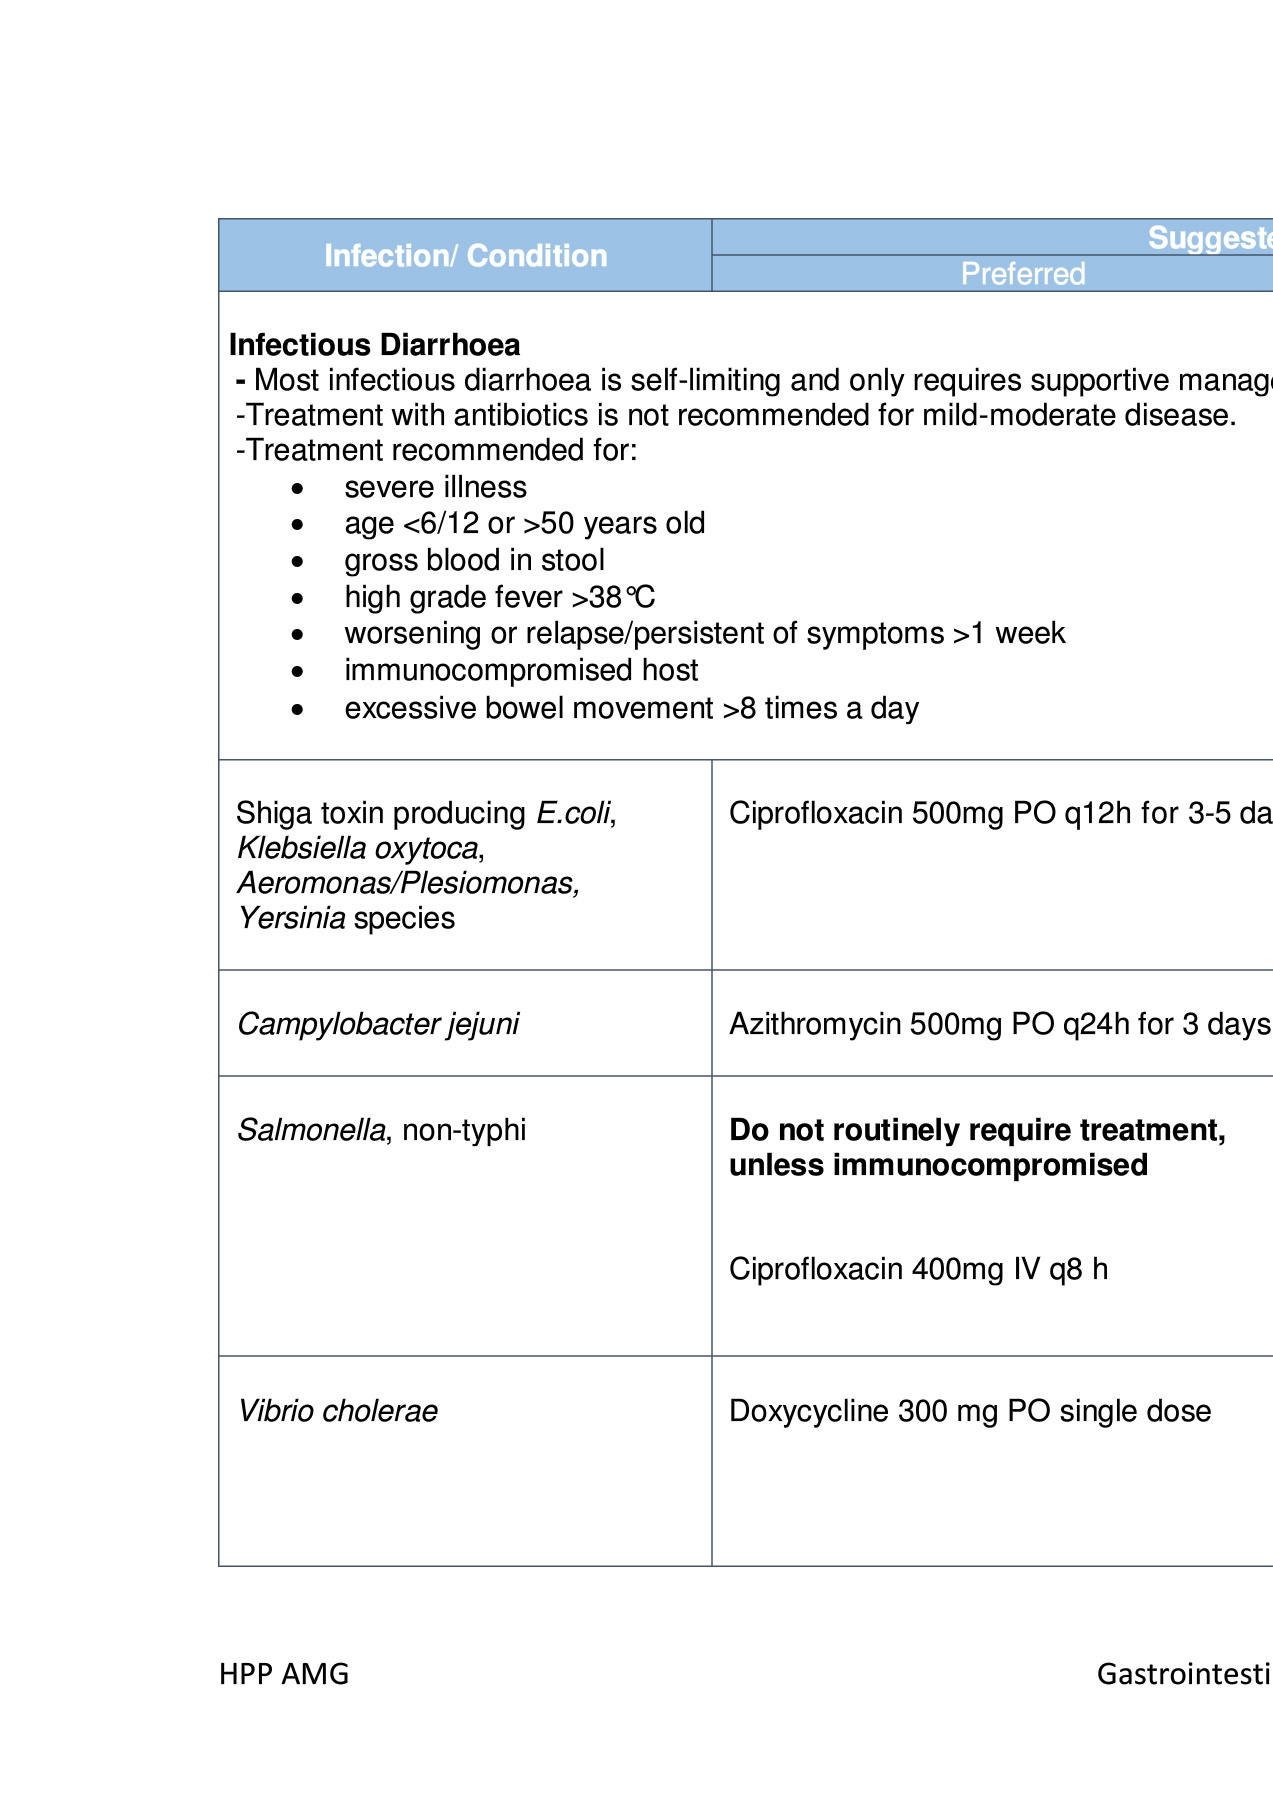 Infection/ Condition
Suggeste
Preferred
Infectious Diarrhoea
- Most infectious diarrhoea is self-limiting and only requires supportive manag
-Treatment with antibiotics is not recommended for mild-moderate disease.
-Treatment recommended for:
• severe illness
• age <6/12 or >50 years old
• gross blood in stool
• high grade fever >38°C
• worsening or relapse/persistent of symptoms >1 week
• immunocompromised host
• excessive bowel movement >8 times a day
Shiga toxin producing E.coli,
Klebsiella oxytoca,
Aeromonas/Plesiomonas,
Yersinia species
Ciprofloxacin 500mg PO q12h for 3-5 da
Campylobacter jejuni
Azithromycin 500mg PO q24h for 3 days
Salmonella, non-typhi
Do not routinely require treatment,
unless immunocompromised
Ciprofloxacin 400mg IV q8 h
Vibrio cholerae
Doxycycline 300 mg PO single dose
HPP AMG
Gastrointesti